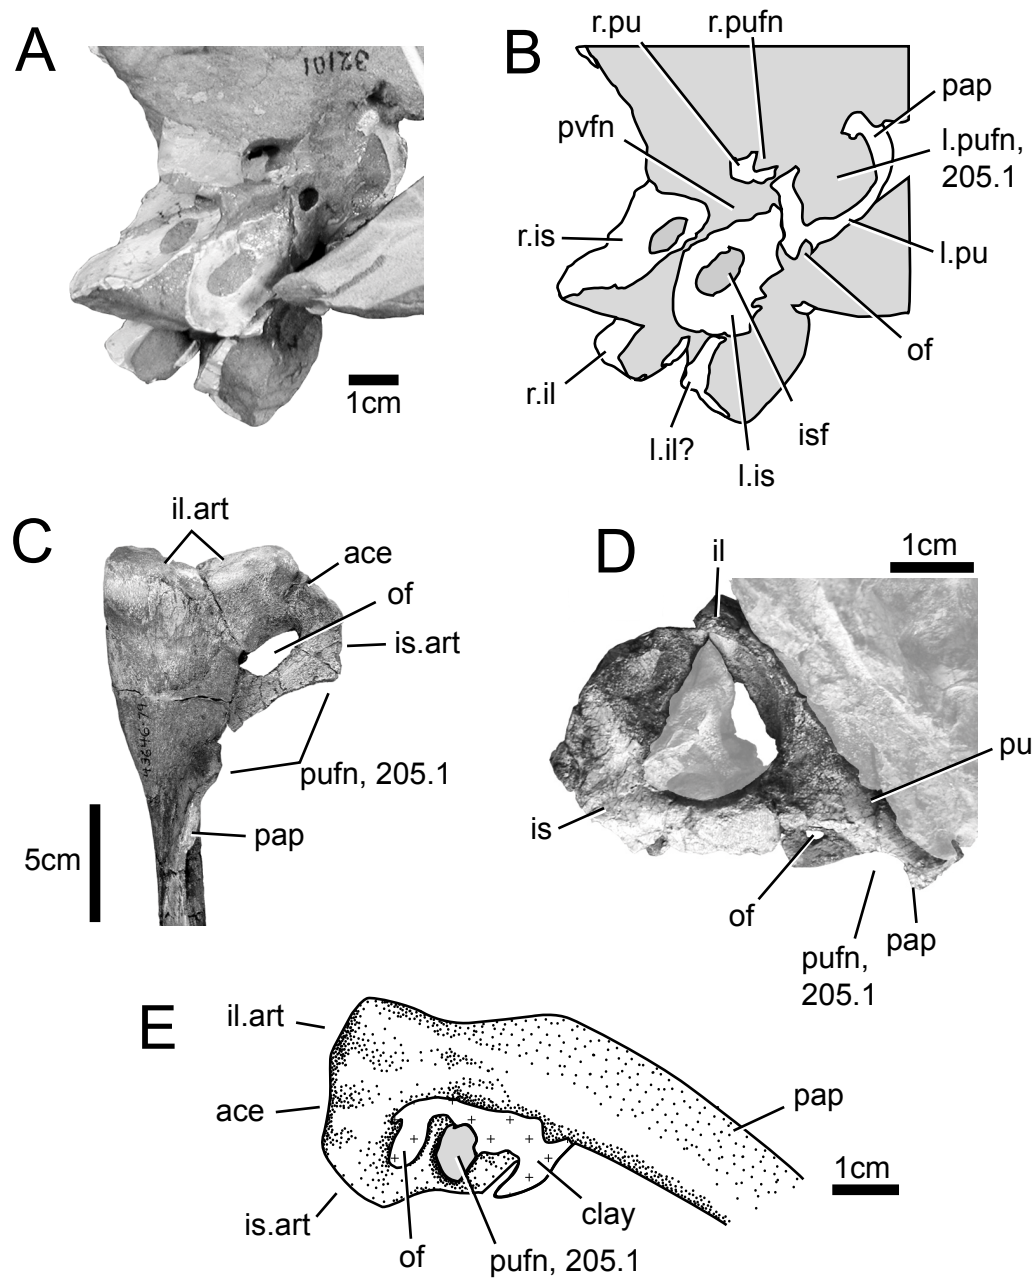 A
32101
1cm
B
r.pu
r.pufn
pap
pvfn
l.pufn,
205.1
r.is
l.pu
of
r.il
isf
l.il?
l.is
C
il.art
ace
of
is.art
4364679
pufn, 205.1
pap
5cm
D
il
1cm
pu
is
of
pufn,
205.1
pap
E
il.art
ace
pap
is.art
of
pufn, 205.1
clay
1cm